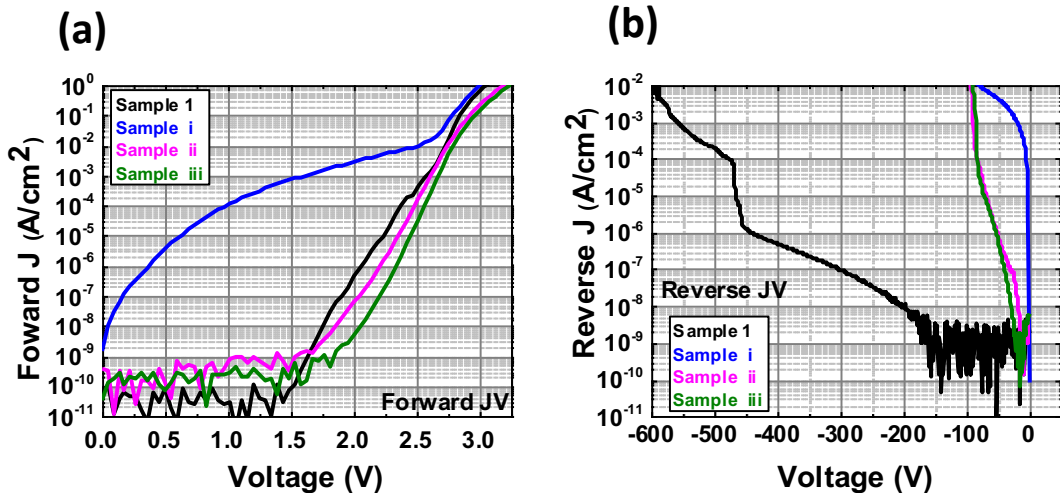 (a)
Foward J (A/cm2)
10^0
10^-1
10^-2
10^-3
10^-4
10^-5
10^-6
10^-7
10^-8
10^-9
10^-10
10^-11
Sample 1
Sample i
Sample ii
Sample iii
Forward JV
0.0 0.5 1.0 1.5 2.0 2.5 3.0
Voltage (V)
(b)
Reverse J (A/cm2)
10^-2
10^-3
10^-4
10^-5
10^-6
10^-7
10^-8
10^-9
10^-10
10^-11
Reverse JV
Sample 1
Sample i
Sample ii
Sample iii
-600 -500 -400 -300 -200 -100 0
Voltage (V)